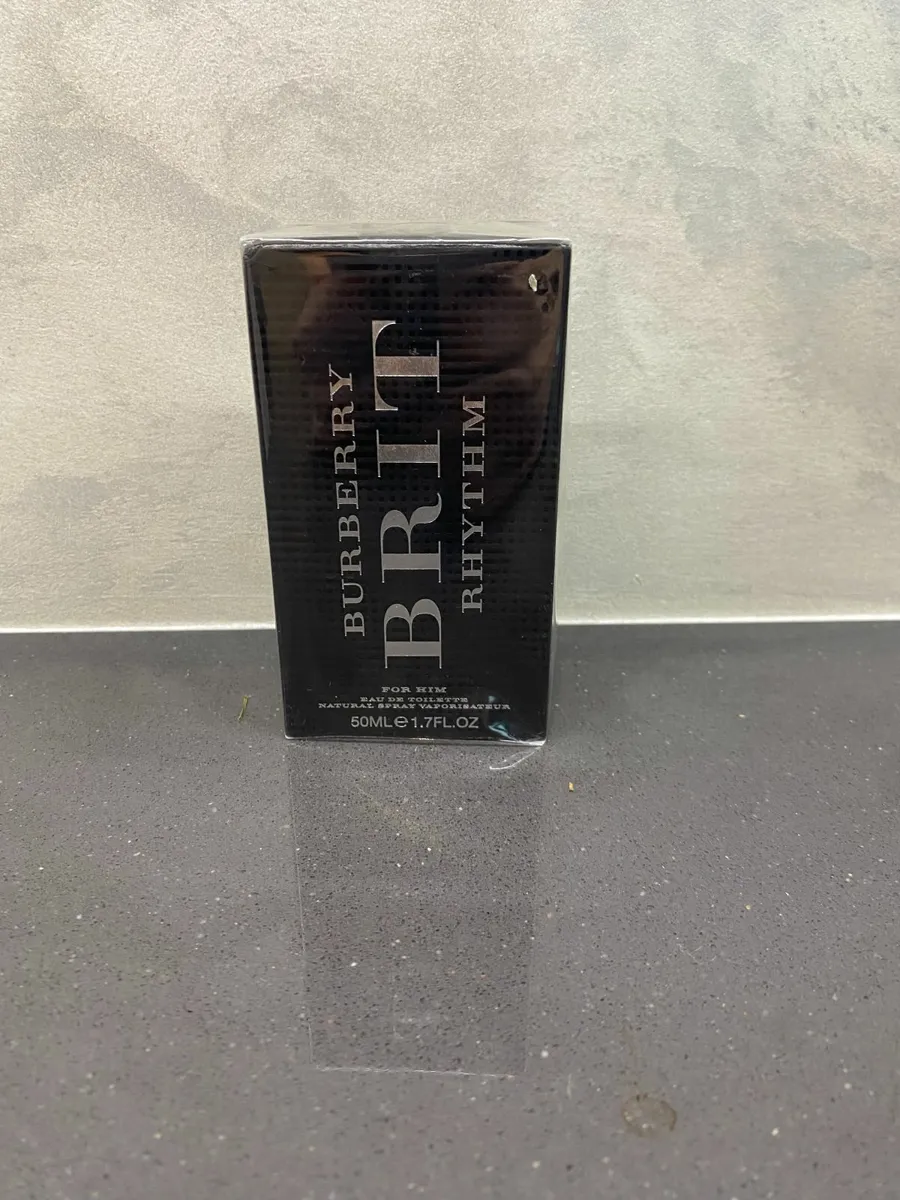 BURBERRY
BRIT
RHYTHM
FOR HIM
EAU DE TOILETTE
NATURAL SPRAY VAPORISATEUR
50ML℮1.7FL.OZ